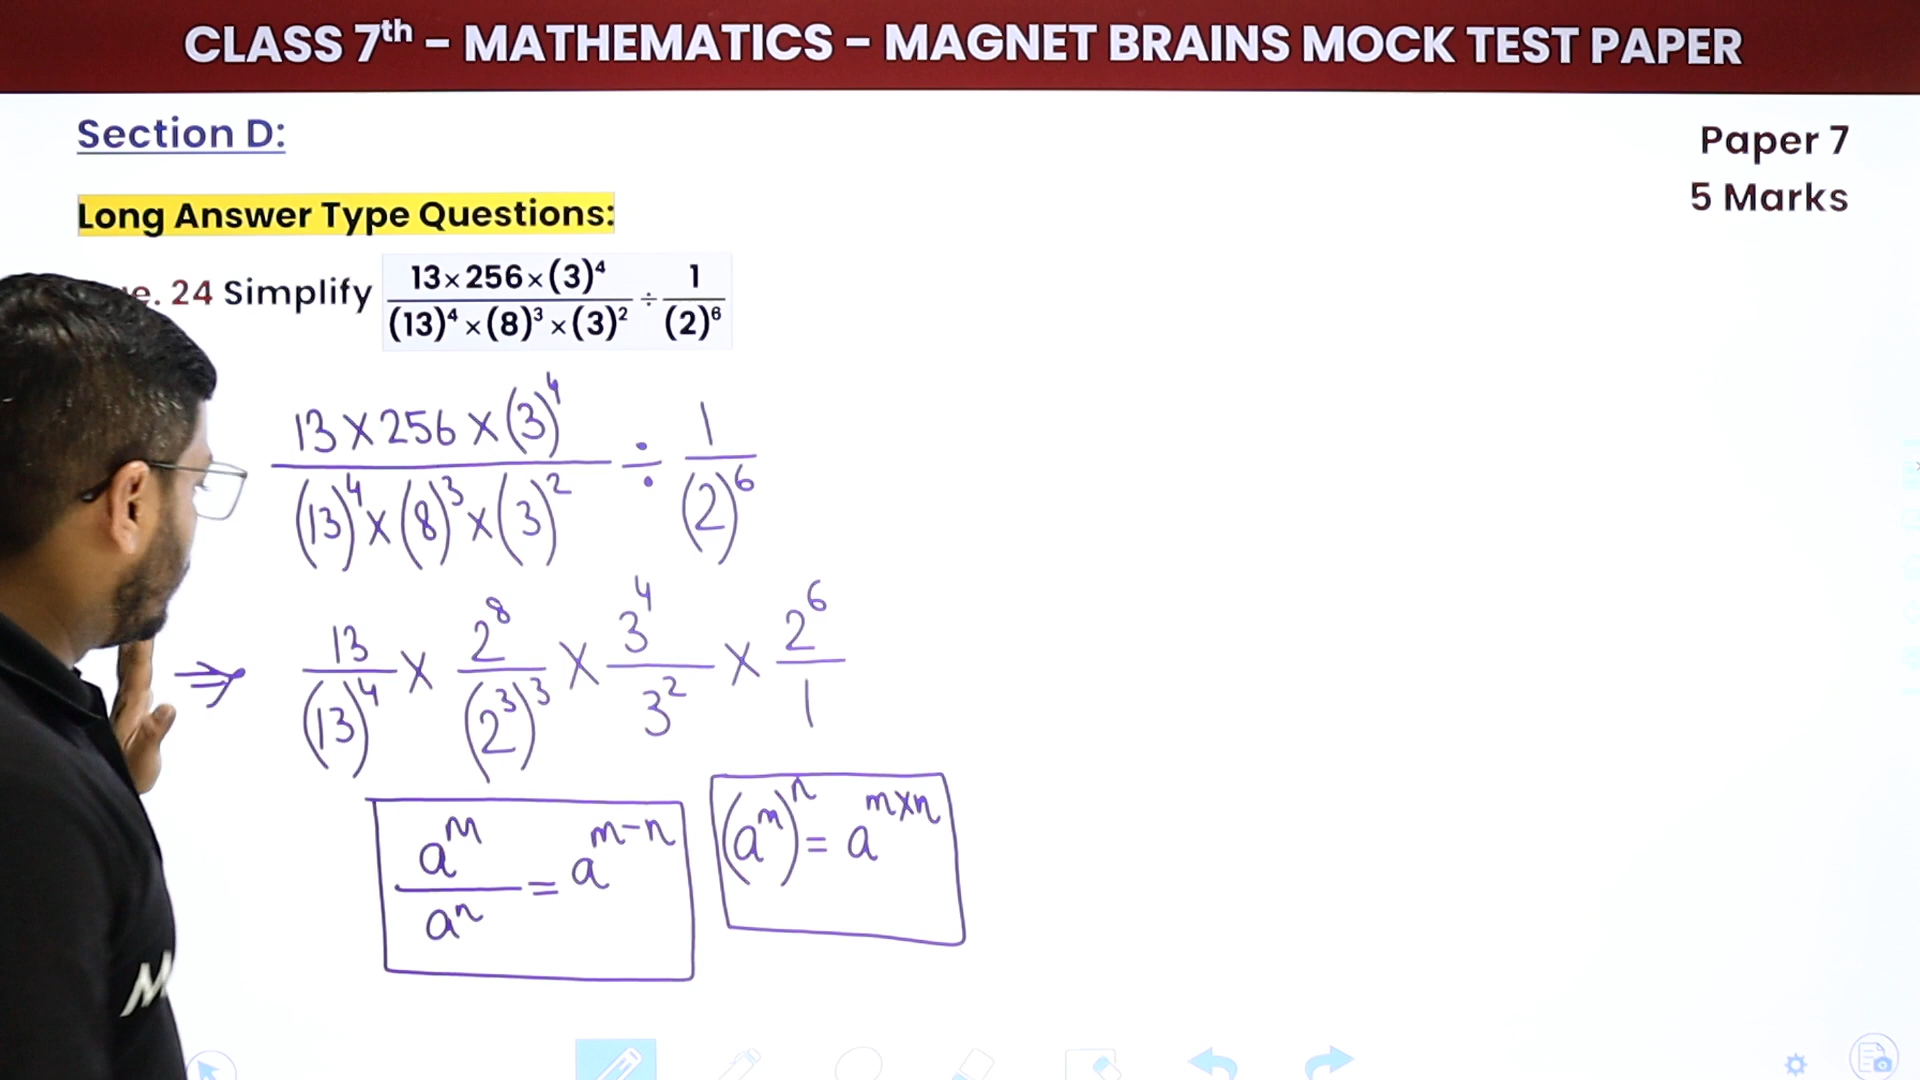 CLASS 7th – MATHEMATICS – MAGNET BRAINS MOCK TEST PAPER
Section D:
Paper 7
5 Marks
Long Answer Type Questions:
e. 24 Simplify 13×256×(3)⁴ / (13)⁴×(8)³×(3)² ÷ 1 / (2)⁶
13×256×(3)⁴ / (13)⁴×(8)³×(3)² ÷ 1 / (2)⁶
⇒ 13/(13)⁴ × 2⁸/(2³)³ × 3⁴/3² × 2⁶/1
aᵐ/aⁿ = aᵐ⁻ⁿ
(aᵐ)ⁿ = aᵐˣⁿ